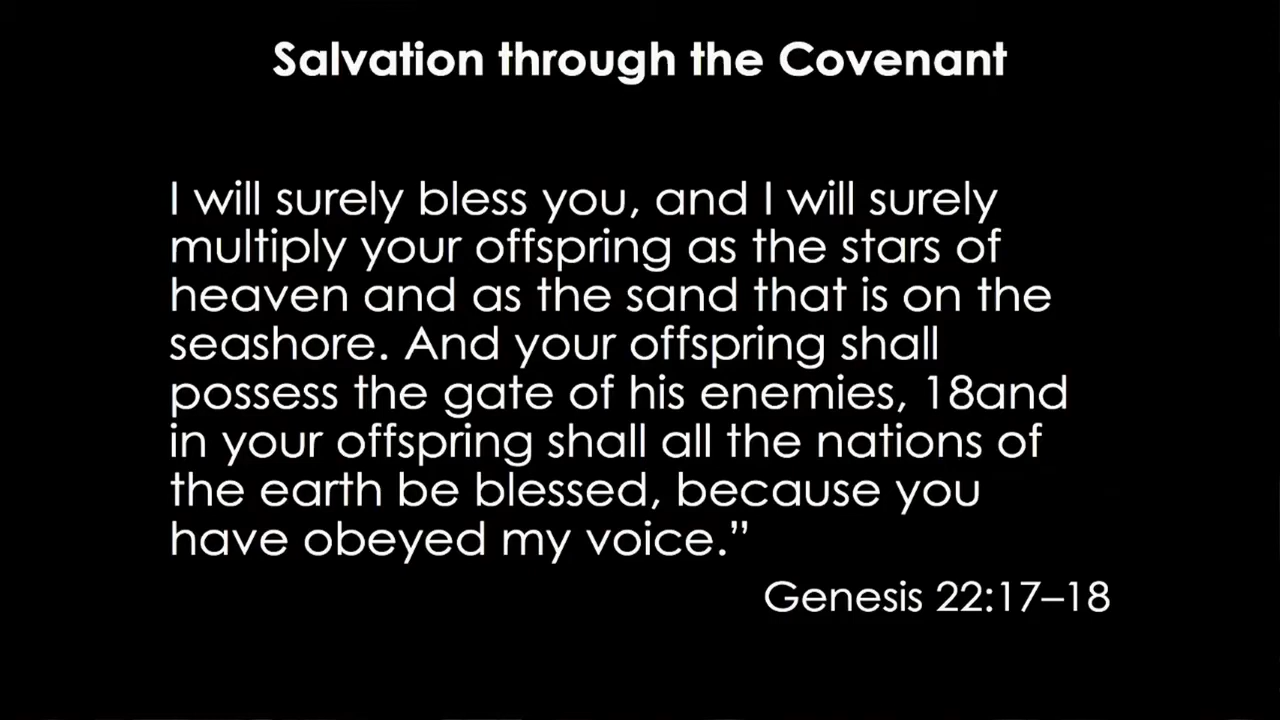 Salvation through the Covenant
I will surely bless you, and I will surely
multiply your offspring as the stars of
heaven and as the sand that is on the
seashore. And your offspring shall
possess the gate of his enemies, 18and
in your offspring shall all the nations of
the earth be blessed, because you
have obeyed my voice.”
Genesis 22:17–18